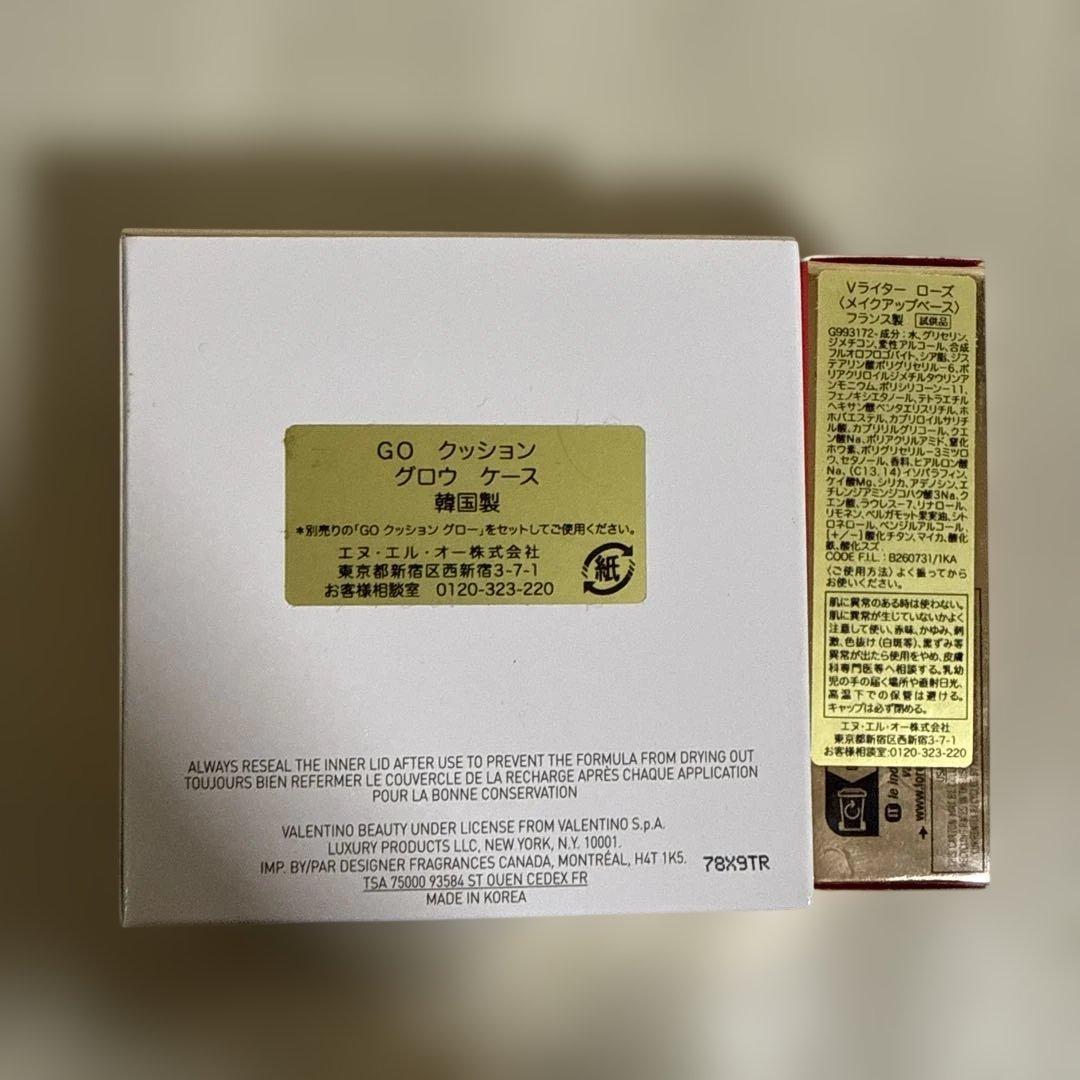 GO クッション
グロウ ケース
韓国製
*別売りの「GO クッション グロー」をセットしてご使用ください。
エヌ・エル・オー株式会社
東京都新宿区西新宿3-7-1
お客様相談室 0120-323-220
紙
ALWAYS RESEAL THE INNER LID AFTER USE TO PREVENT THE FORMULA FROM DRYING OUT
TOUJOURS BIEN REFERMER LE COUVERCLE DE LA RECHARGE APRÈS CHAQUE APPLICATION
POUR LA BONNE CONSERVATION
VALENTINO BEAUTY UNDER LICENSE FROM VALENTINO S.p.A.
LUXURY PRODUCTS LLC, NEW YORK, N.Y. 10001.
IMP. BY/PAR DESIGNER FRAGRANCES CANADA, MONTRÉAL, H4T 1K5.
TSA 75000 93584 ST OUEN CEDEX FR
MADE IN KOREA
78X9TR
Vライター ローズ
〈メイクアップベース〉
フランス製 試供品
G993172-成分:水、グリセリン、
ジメチコン、変性アルコール、合成
フルオロフロゴパイト、シア脂、ジス
テアリン酸ポリグリセリル-6、ポ
リアクリロイルジメチルタウリンア
ンモニウム、ポリシリコーン-11、
フェノキシエタノール、テトラエチル
ヘキサン酸ペンタエリスリチル、ホ
ホバエステル、カプリロイルサリチ
ル酸、カプリリルグリコール、クエ
ン酸Na、ポリアクリルアミド、窒化
ホウ素、ポリグリセリル-3ミツロ
ウ、セタノール、香料、ヒアルロン酸
Na、(C13,14)イソパラフィン、
ケイ酸Mg、シリカ、アデノシン、エ
チレンジアミンジコハク酸3Na、ク
エン酸、ラウレス-7、リナロール、
リモネン、ベルガモット果実油、シト
ロネロール、ベンジルアルコール、
[+/-]酸化チタン、マイカ、酸化
鉄、酸化スズ
CODE F.I.L.:B260731/1KA
〈ご使用方法〉よく振ってから
お使いください。
肌に異常のある時は使わない。
肌に異常が生じていないかよく
注意して使い、赤味、かゆみ、刺
激、色抜け(白斑等)、黒ずみ等
異常が出たら使用をやめ、皮膚
科専門医等へ相談する。乳幼
児の手の届く場所や直射日光、
高温下での保管は避ける。
キャップは必ず閉める。
エヌ・エル・オー株式会社
東京都新宿区西新宿3-7-1
お客様相談室:0120-323-220
IT